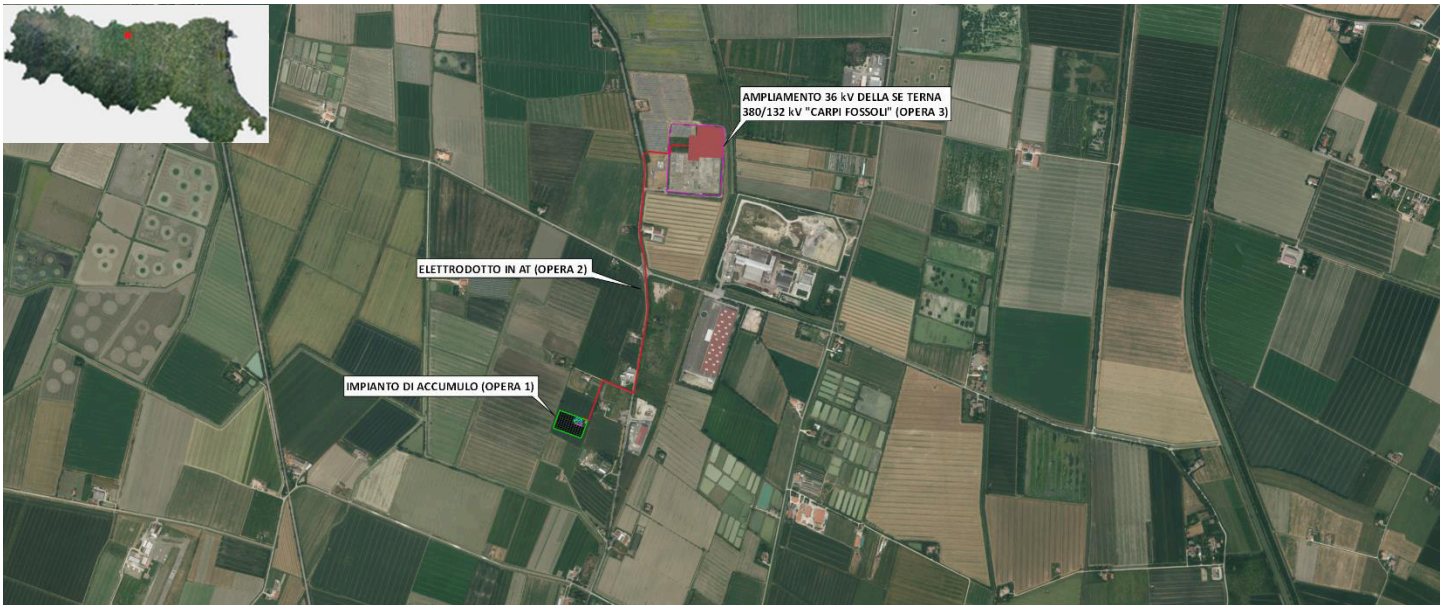 AMPLIAMENTO 36 kV DELLA SE TERNA
380/132 kV "CARPI FOSSOLI" (OPERA 3)
ELETTRODOTTO IN AT (OPERA 2)
IMPIANTO DI ACCUMULO (OPERA 1)